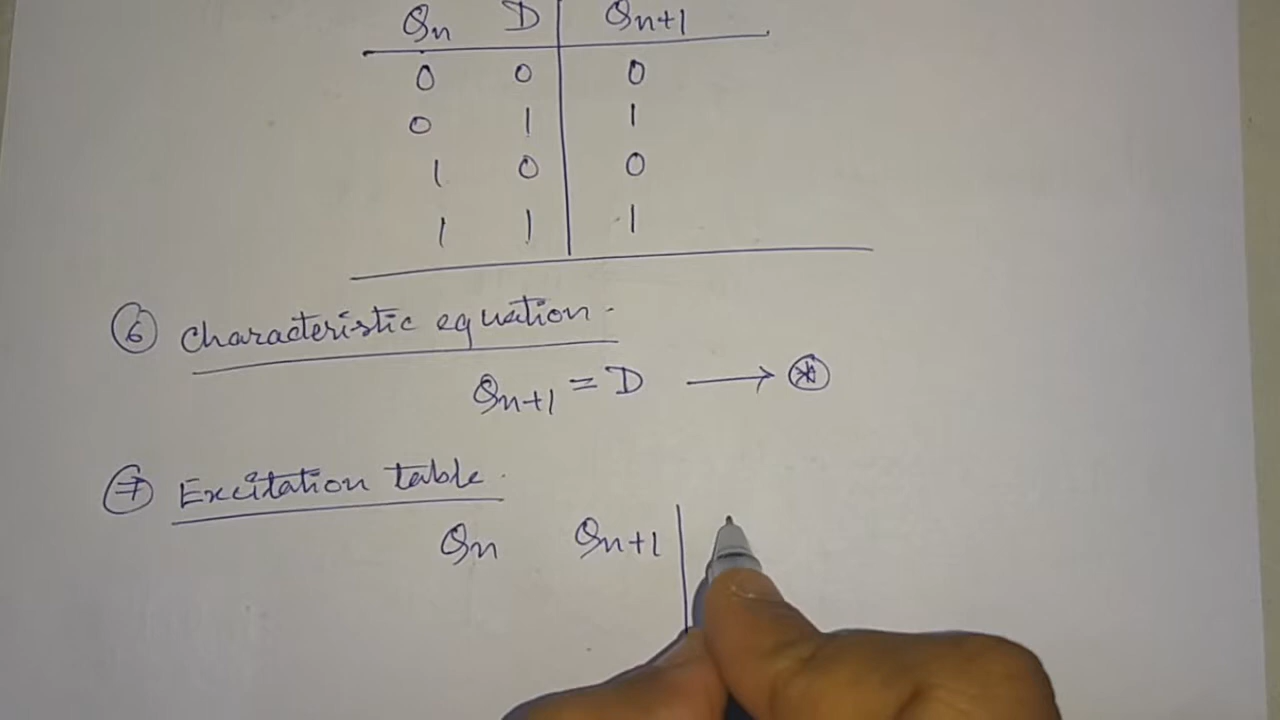 Qn D Qn+1
0 0 0
0 1 1
1 0 0
1 1 1
⑥ Characteristic equation.
Qn+1 = D ⟶ ⊛
⑦ Excitation table.
Qn Qn+1